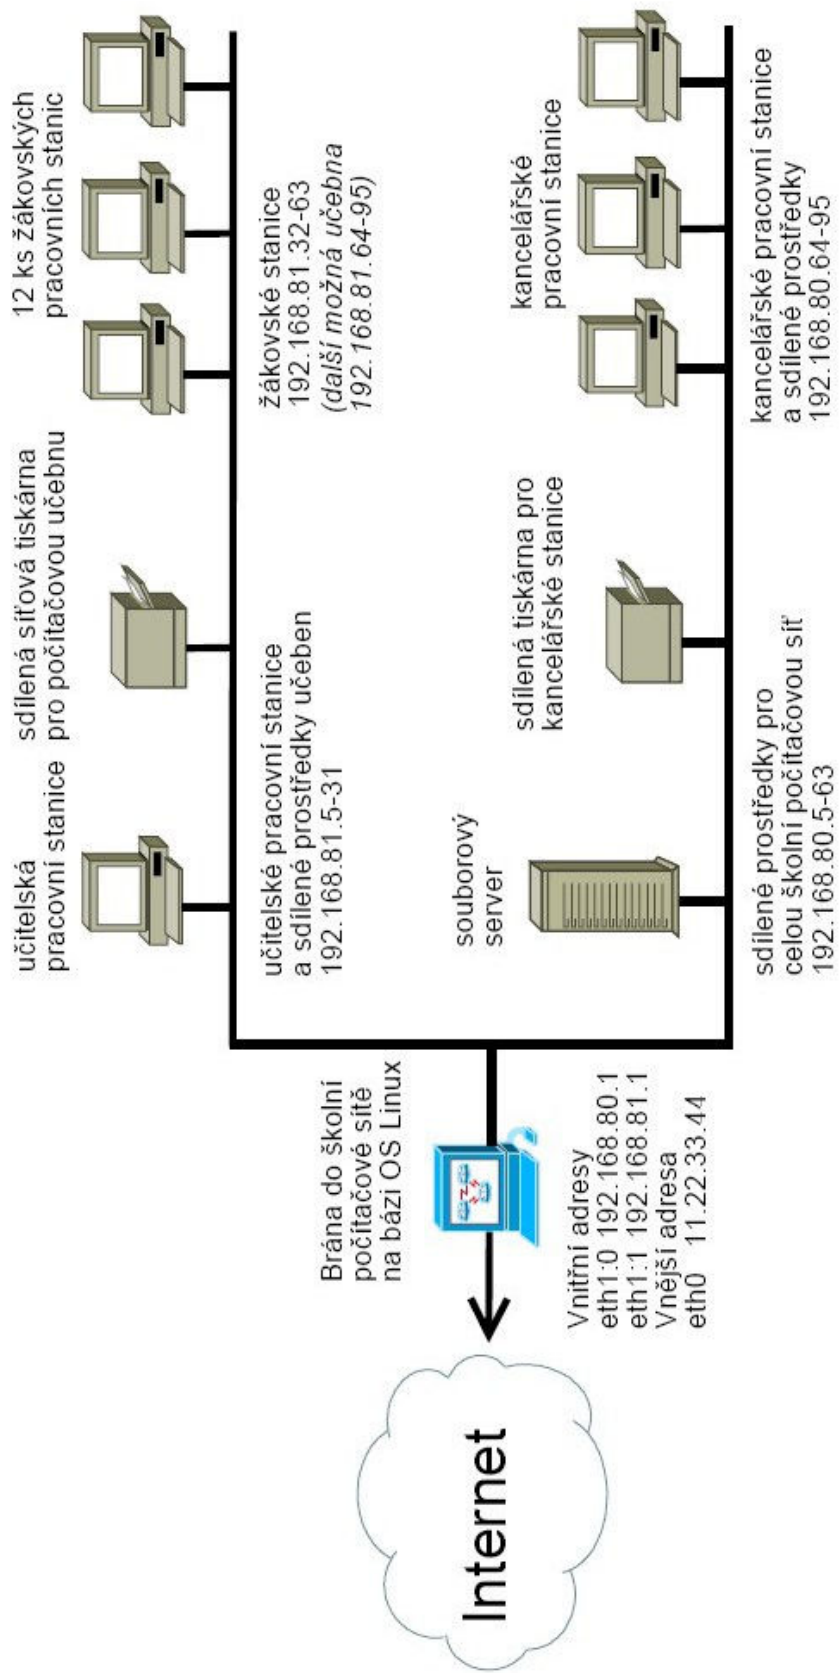 Internet
Brána do školní
počítačové sítě
na bázi OS Linux
Vnitřní adresy
eth1:0 192.168.80.1
eth1:1 192.168.81.1
Vnější adresa
eth0 11.22.33.44
učitelská
pracovní stanice
sdílená síťová tiskárna
pro počítačovou učebnu
12 ks žákovských
pracovních stanic
učitelské pracovní stanice
a sdílené prostředky učeben
192.168.81.5-31
žákovské stanice
192.168.81.32-63
(další možná učebna
192.168.81.64-95)
souborový
server
sdílená tiskárna pro
kancelářské stanice
kancelářské
pracovní stanice
sdílené prostředky pro
celou školní počítačovou síť
192.168.80.5-63
kancelářské pracovní stanice
a sdílené prostředky
192.168.80.64-95